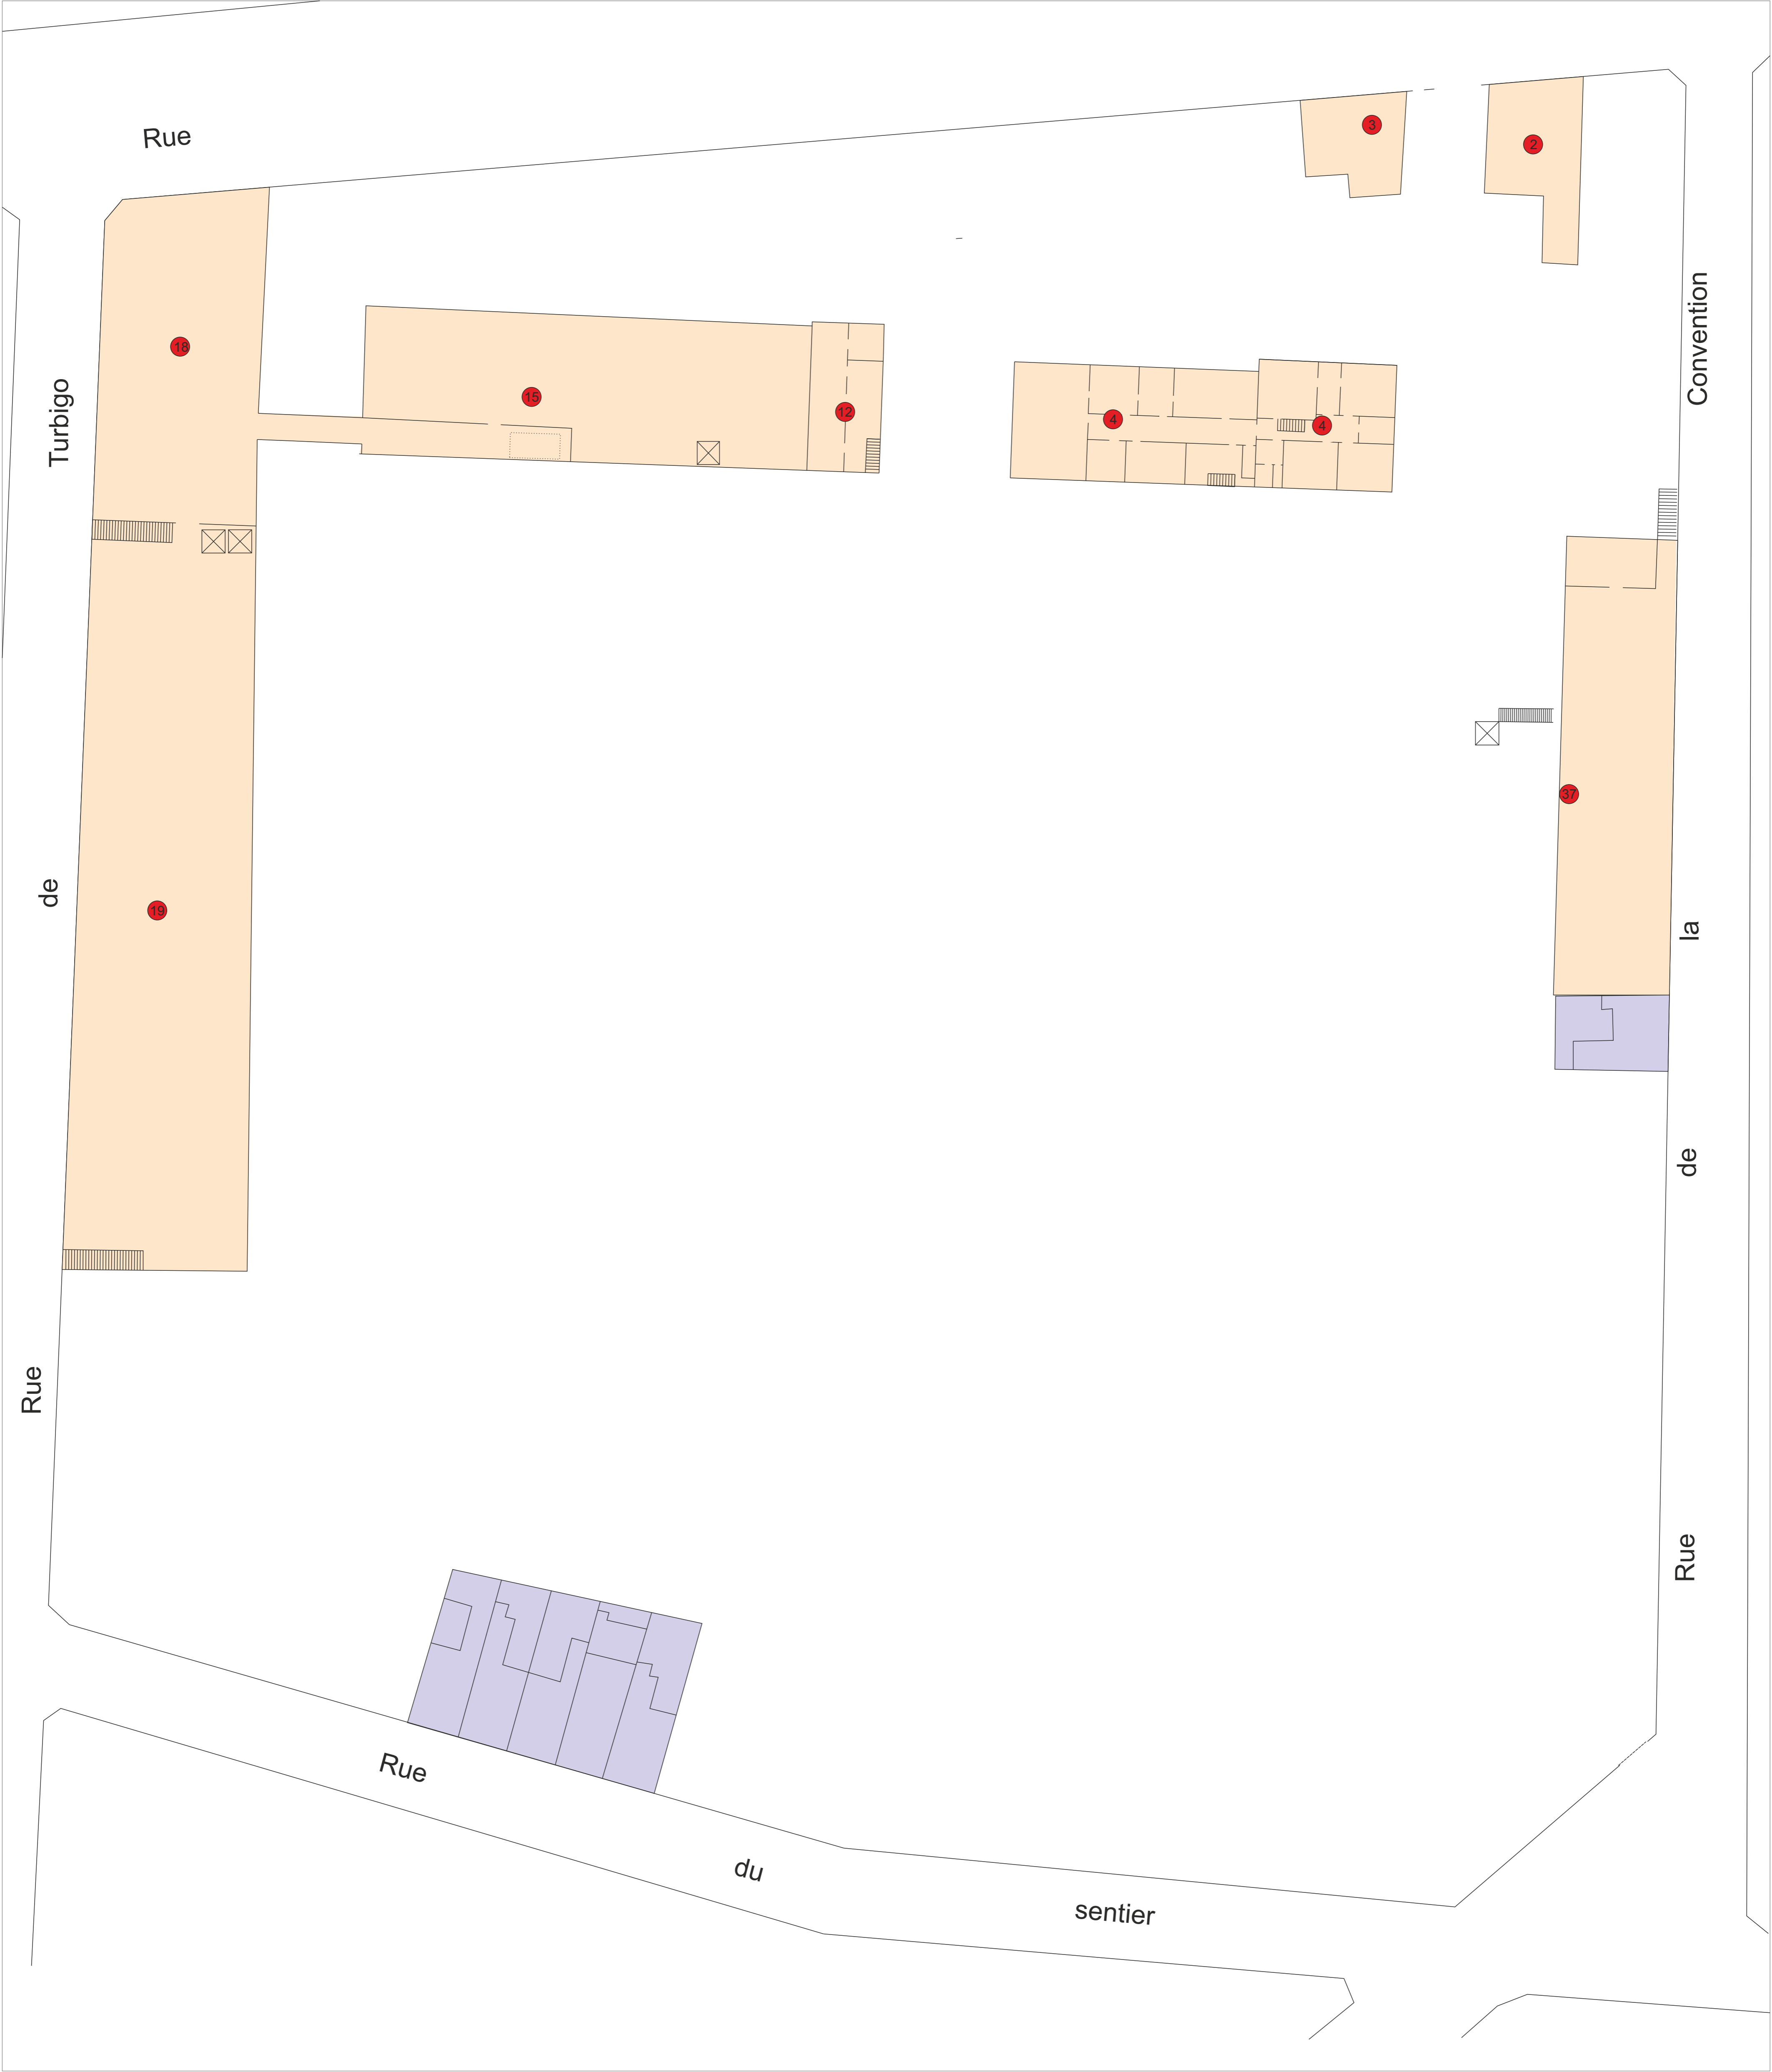 Rue
3
2
18
Turbigo
15
12
4
4
Convention
37
19
de
la
de
Rue
Rue
Rue
du
sentier